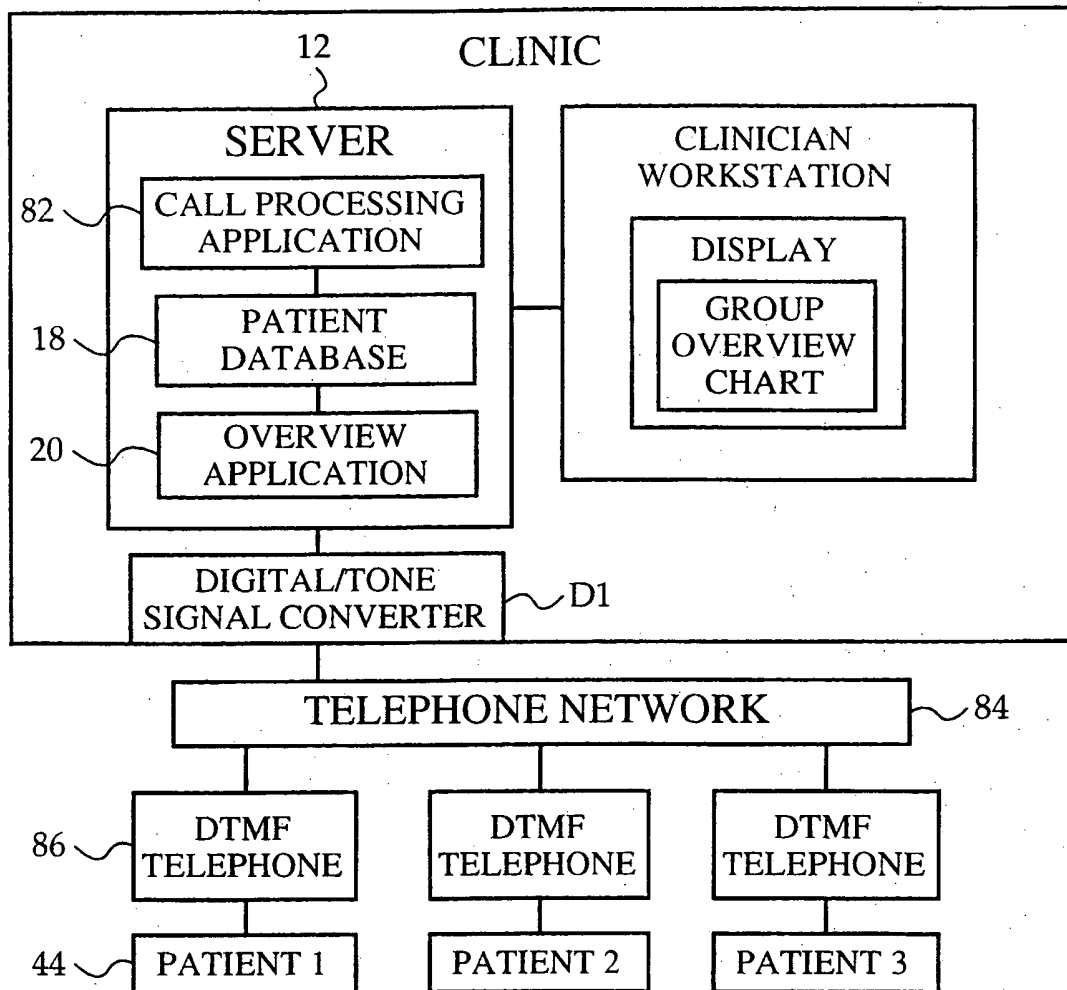 CLINIC
12
SERVER
82
CALL PROCESSING
APPLICATION
18
PATIENT
DATABASE
20
OVERVIEW
APPLICATION
CLINICIAN
WORKSTATION
DISPLAY
GROUP
OVERVIEW
CHART
DIGITAL/TONE
SIGNAL CONVERTER
D1
TELEPHONE NETWORK
84
86
DTMF
TELEPHONE
DTMF
TELEPHONE
DTMF
TELEPHONE
44
PATIENT 1
PATIENT 2
PATIENT 3